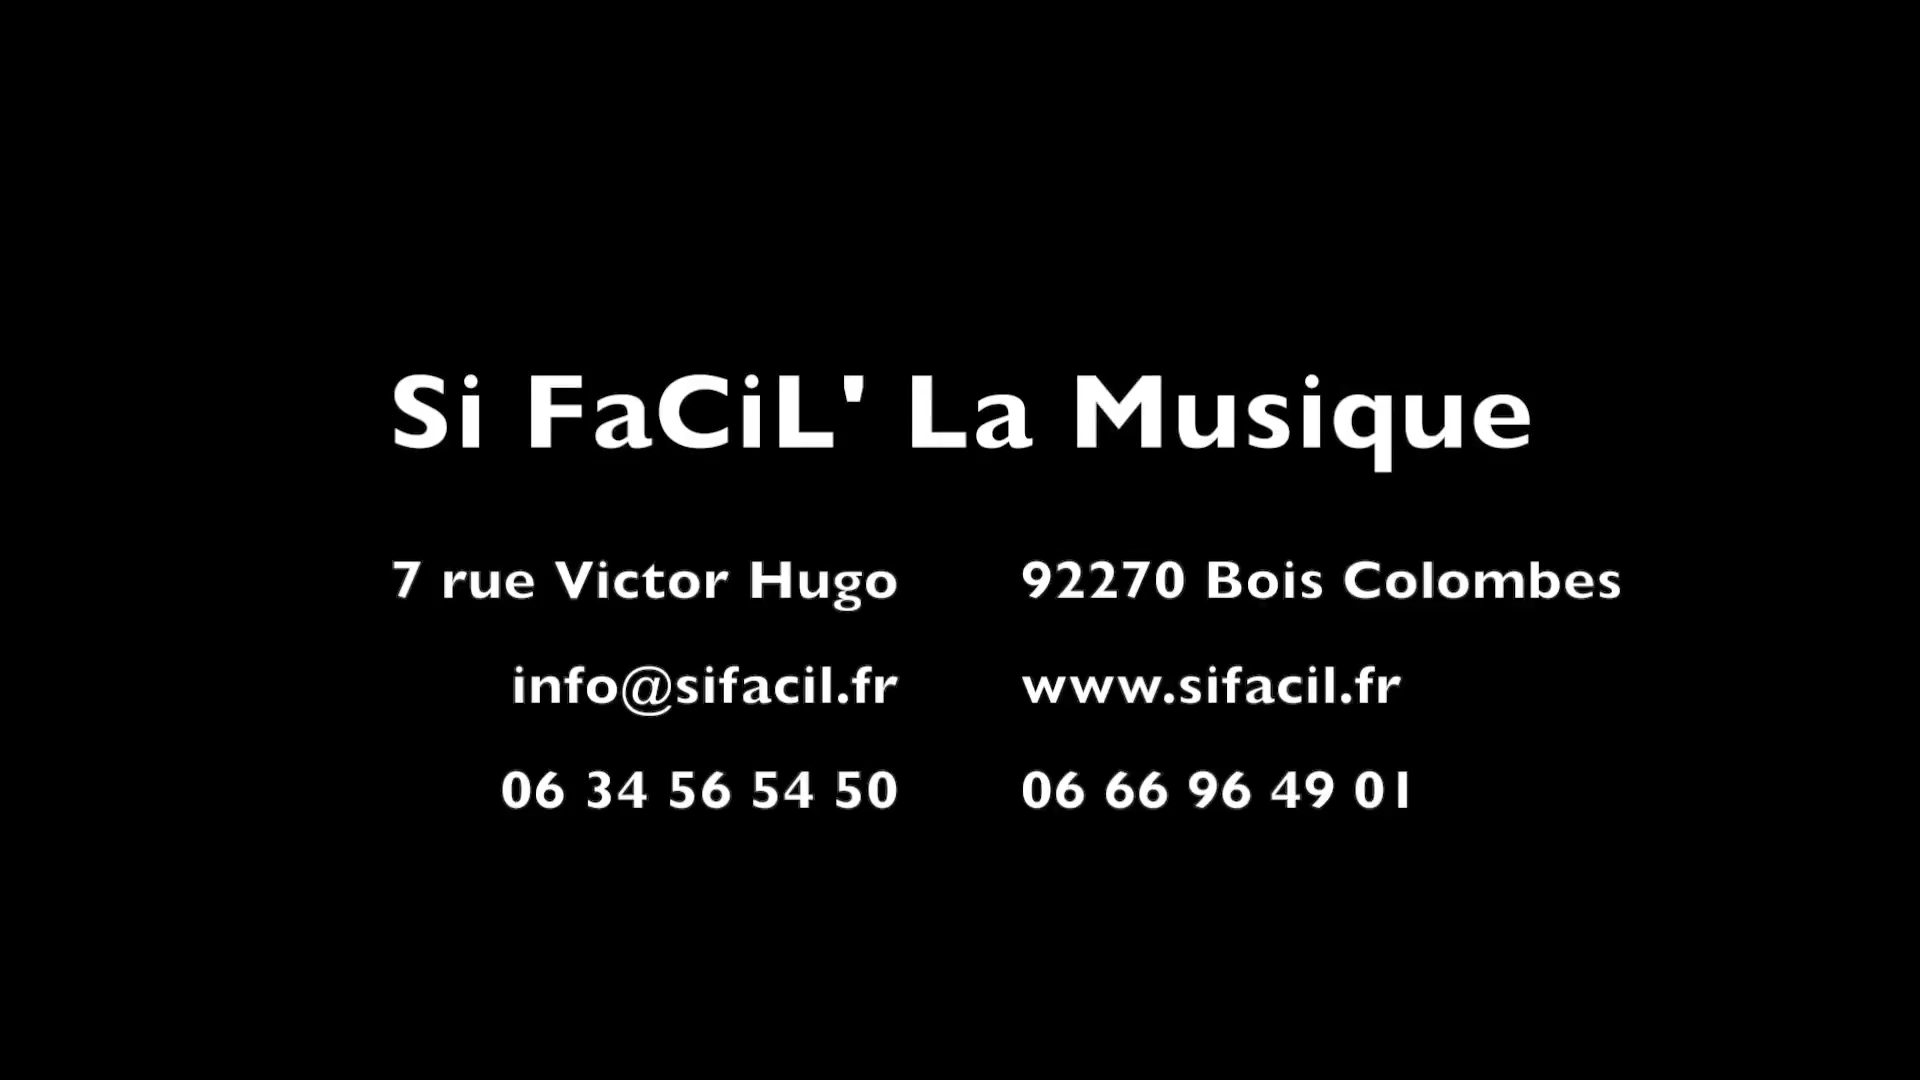 Si FaCiL' La Musique
7 rue Victor Hugo 92270 Bois Colombes
info@sifacil.fr www.sifacil.fr
06 34 56 54 50 06 66 96 49 01